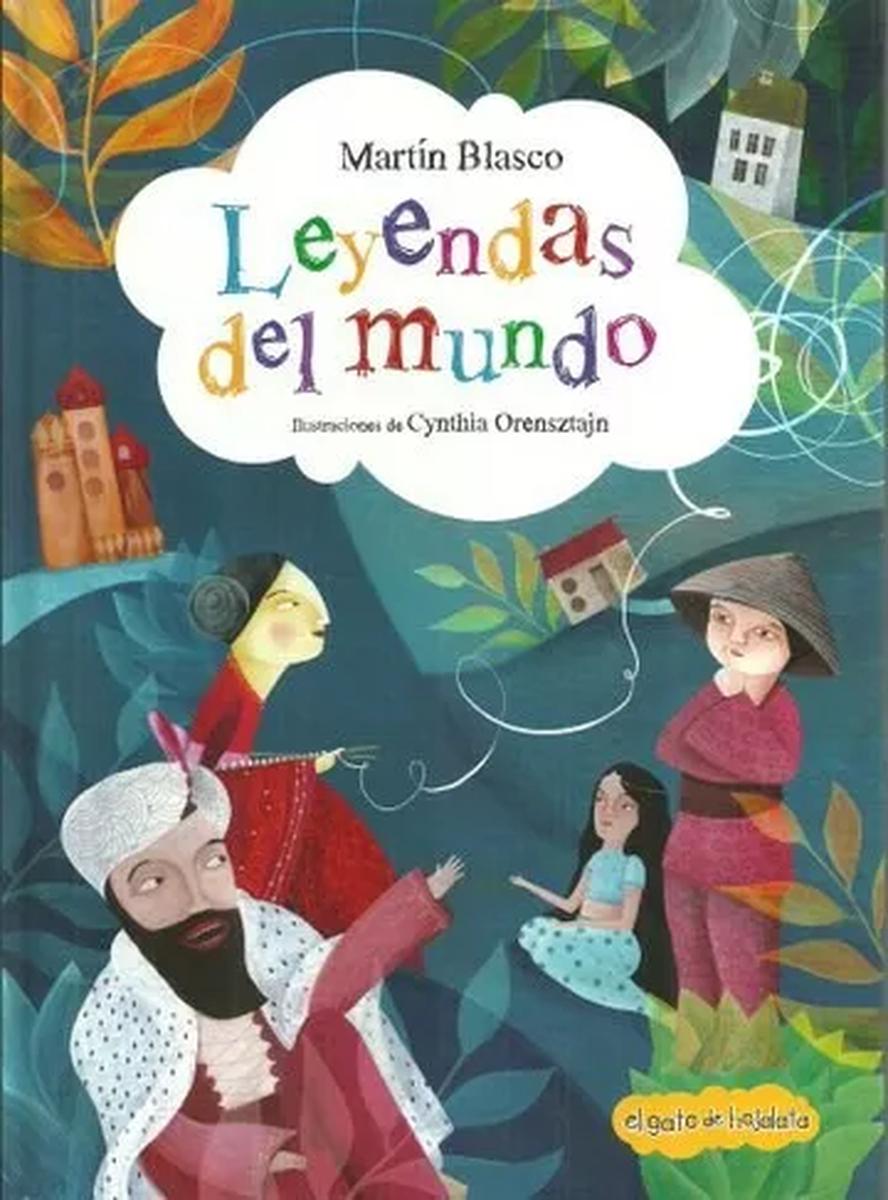 Martín Blasco
Leyendas
del mundo
Ilustraciones de Cynthia Orensztajn
el gato de hojalata